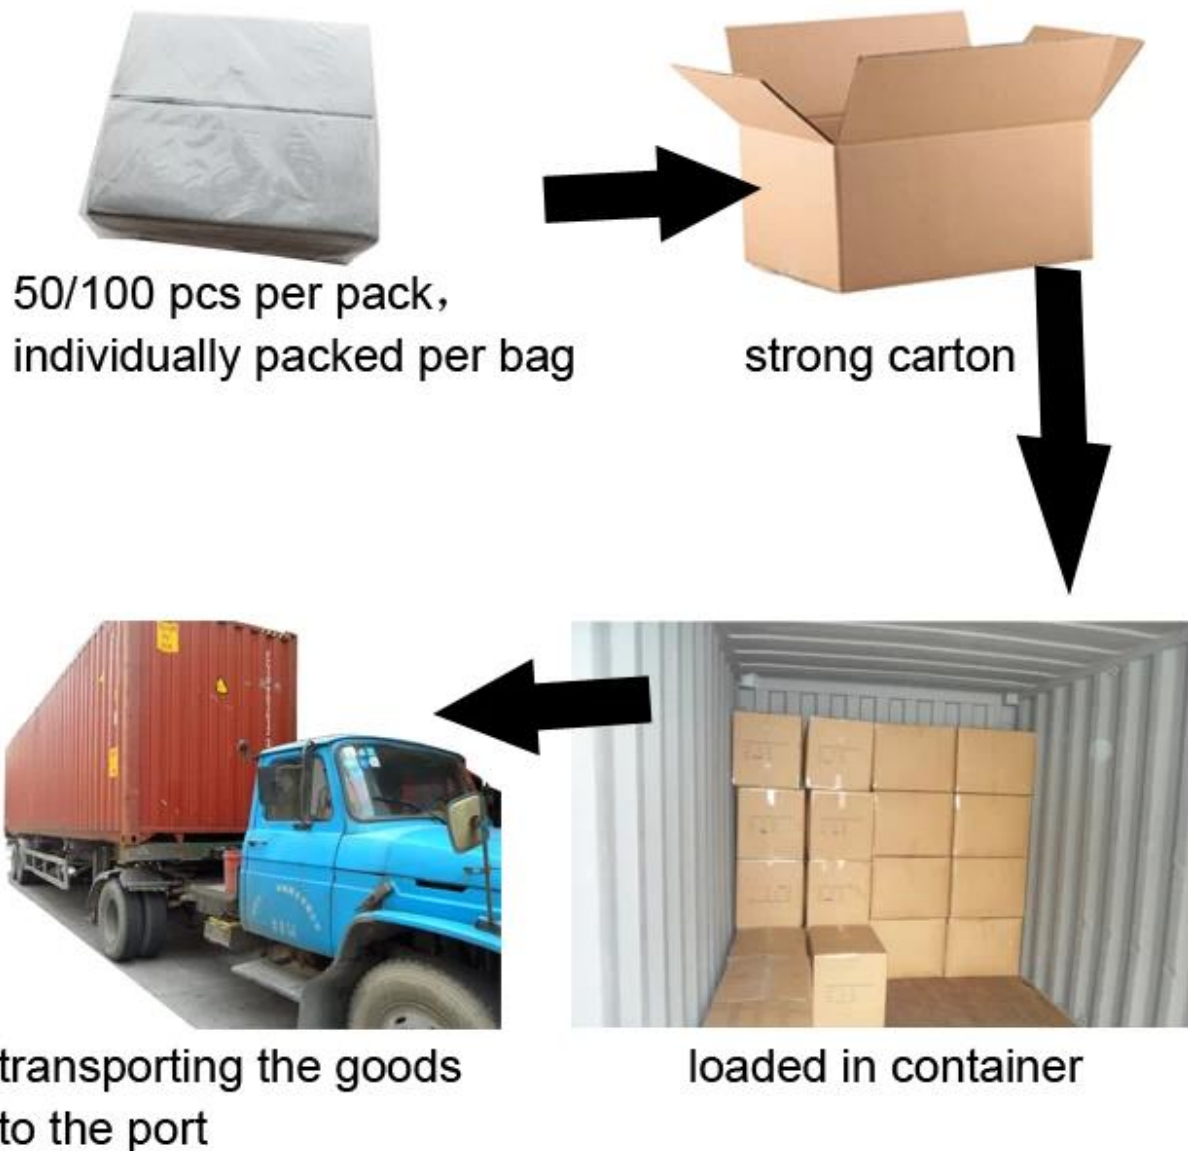 50/100 pcs per pack，
individually packed per bag
strong carton
transporting the goods
to the port
loaded in container